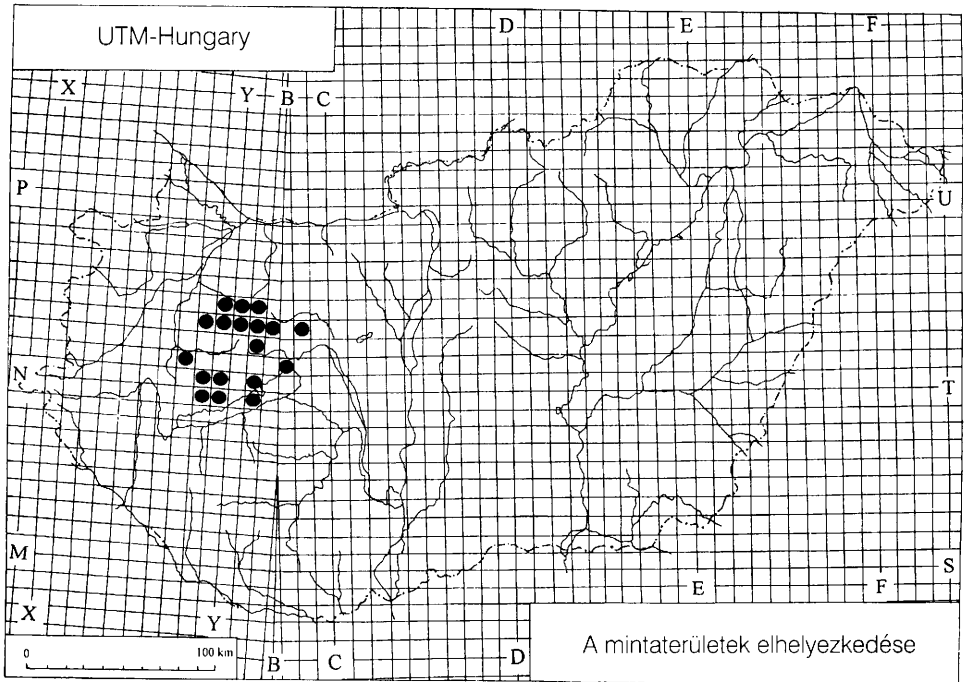 UTM-Hungary
D E F
X Y B C
P
U
N
T
M
S
X Y E F
0 100 km
B C D
A mintaterületek elhelyezkedése